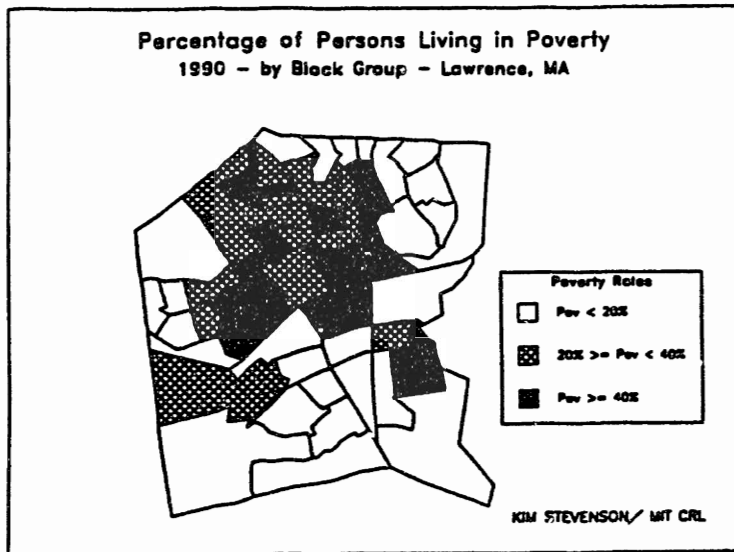 Percentage of Persons Living in Poverty
1990 - by Block Group - Lawrence, MA
Poverty Rates
Pov < 20%
20% >= Pov < 40%
Pov >= 40%
KIM STEVENSON/ MIT CRL